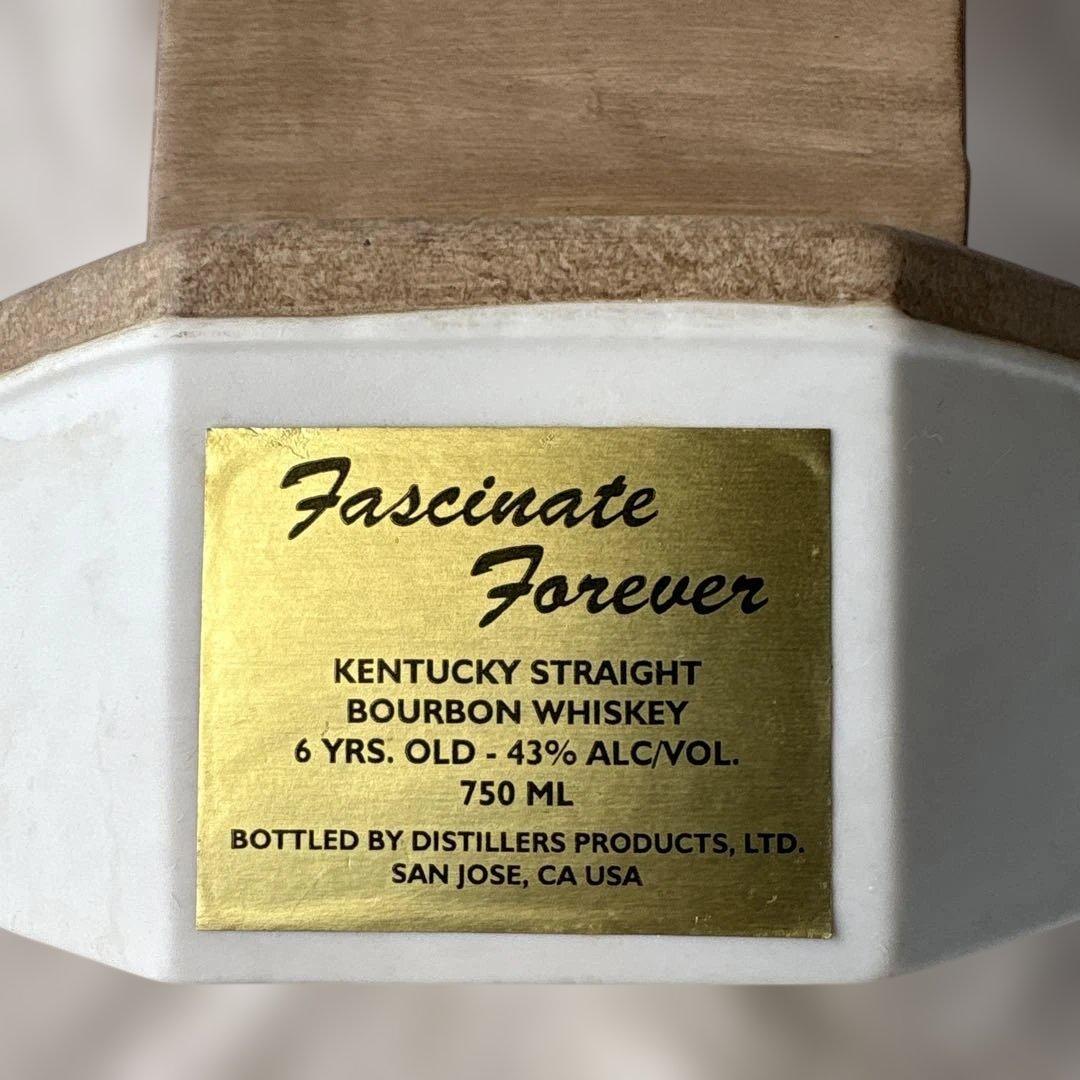 Fascinate
Forever
KENTUCKY STRAIGHT
BOURBON WHISKEY
6 YRS. OLD - 43% ALC/VOL.
750 ML
BOTTLED BY DISTILLERS PRODUCTS, LTD.
SAN JOSE, CA USA